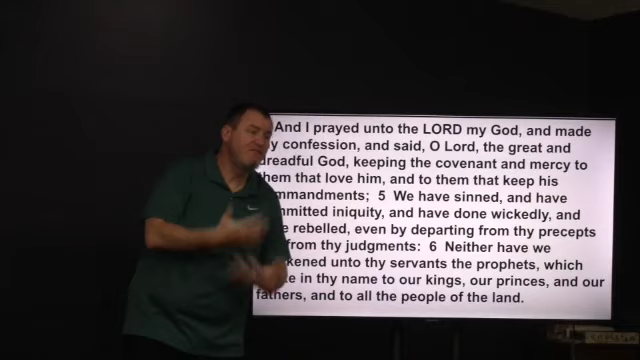 And I prayed unto the LORD my God, and made
confession, and said, O Lord, the great and
dreadful God, keeping the covenant and mercy to
them that love him, and to them that keep his
5 We have sinned, and have
iniquity, and have done wickedly, and
rebelled, even by departing from thy precepts
from thy judgments: 6 Neither have we
unto thy servants the prophets, which
in thy name to our kings, our princes, and our
fathers, and to all the people of the land.